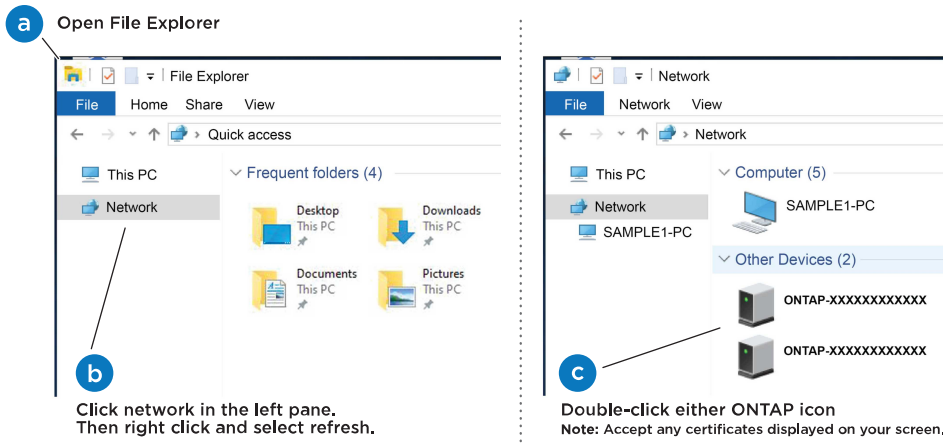 a Open File Explorer
File Explorer
File Home Share View
Quick access
This PC
Network
Frequent folders (4)
Desktop
This PC
Downloads
This PC
Documents
This PC
Pictures
This PC
b
Click network in the left pane.
Then right click and select refresh.
Network
File Network View
Network
This PC
Network
SAMPLE1-PC
Computer (5)
SAMPLE1-PC
Other Devices (2)
ONTAP-XXXXXXXXXXXX
ONTAP-XXXXXXXXXXXX
c
Double-click either ONTAP icon
Note: Accept any certificates displayed on your screen.